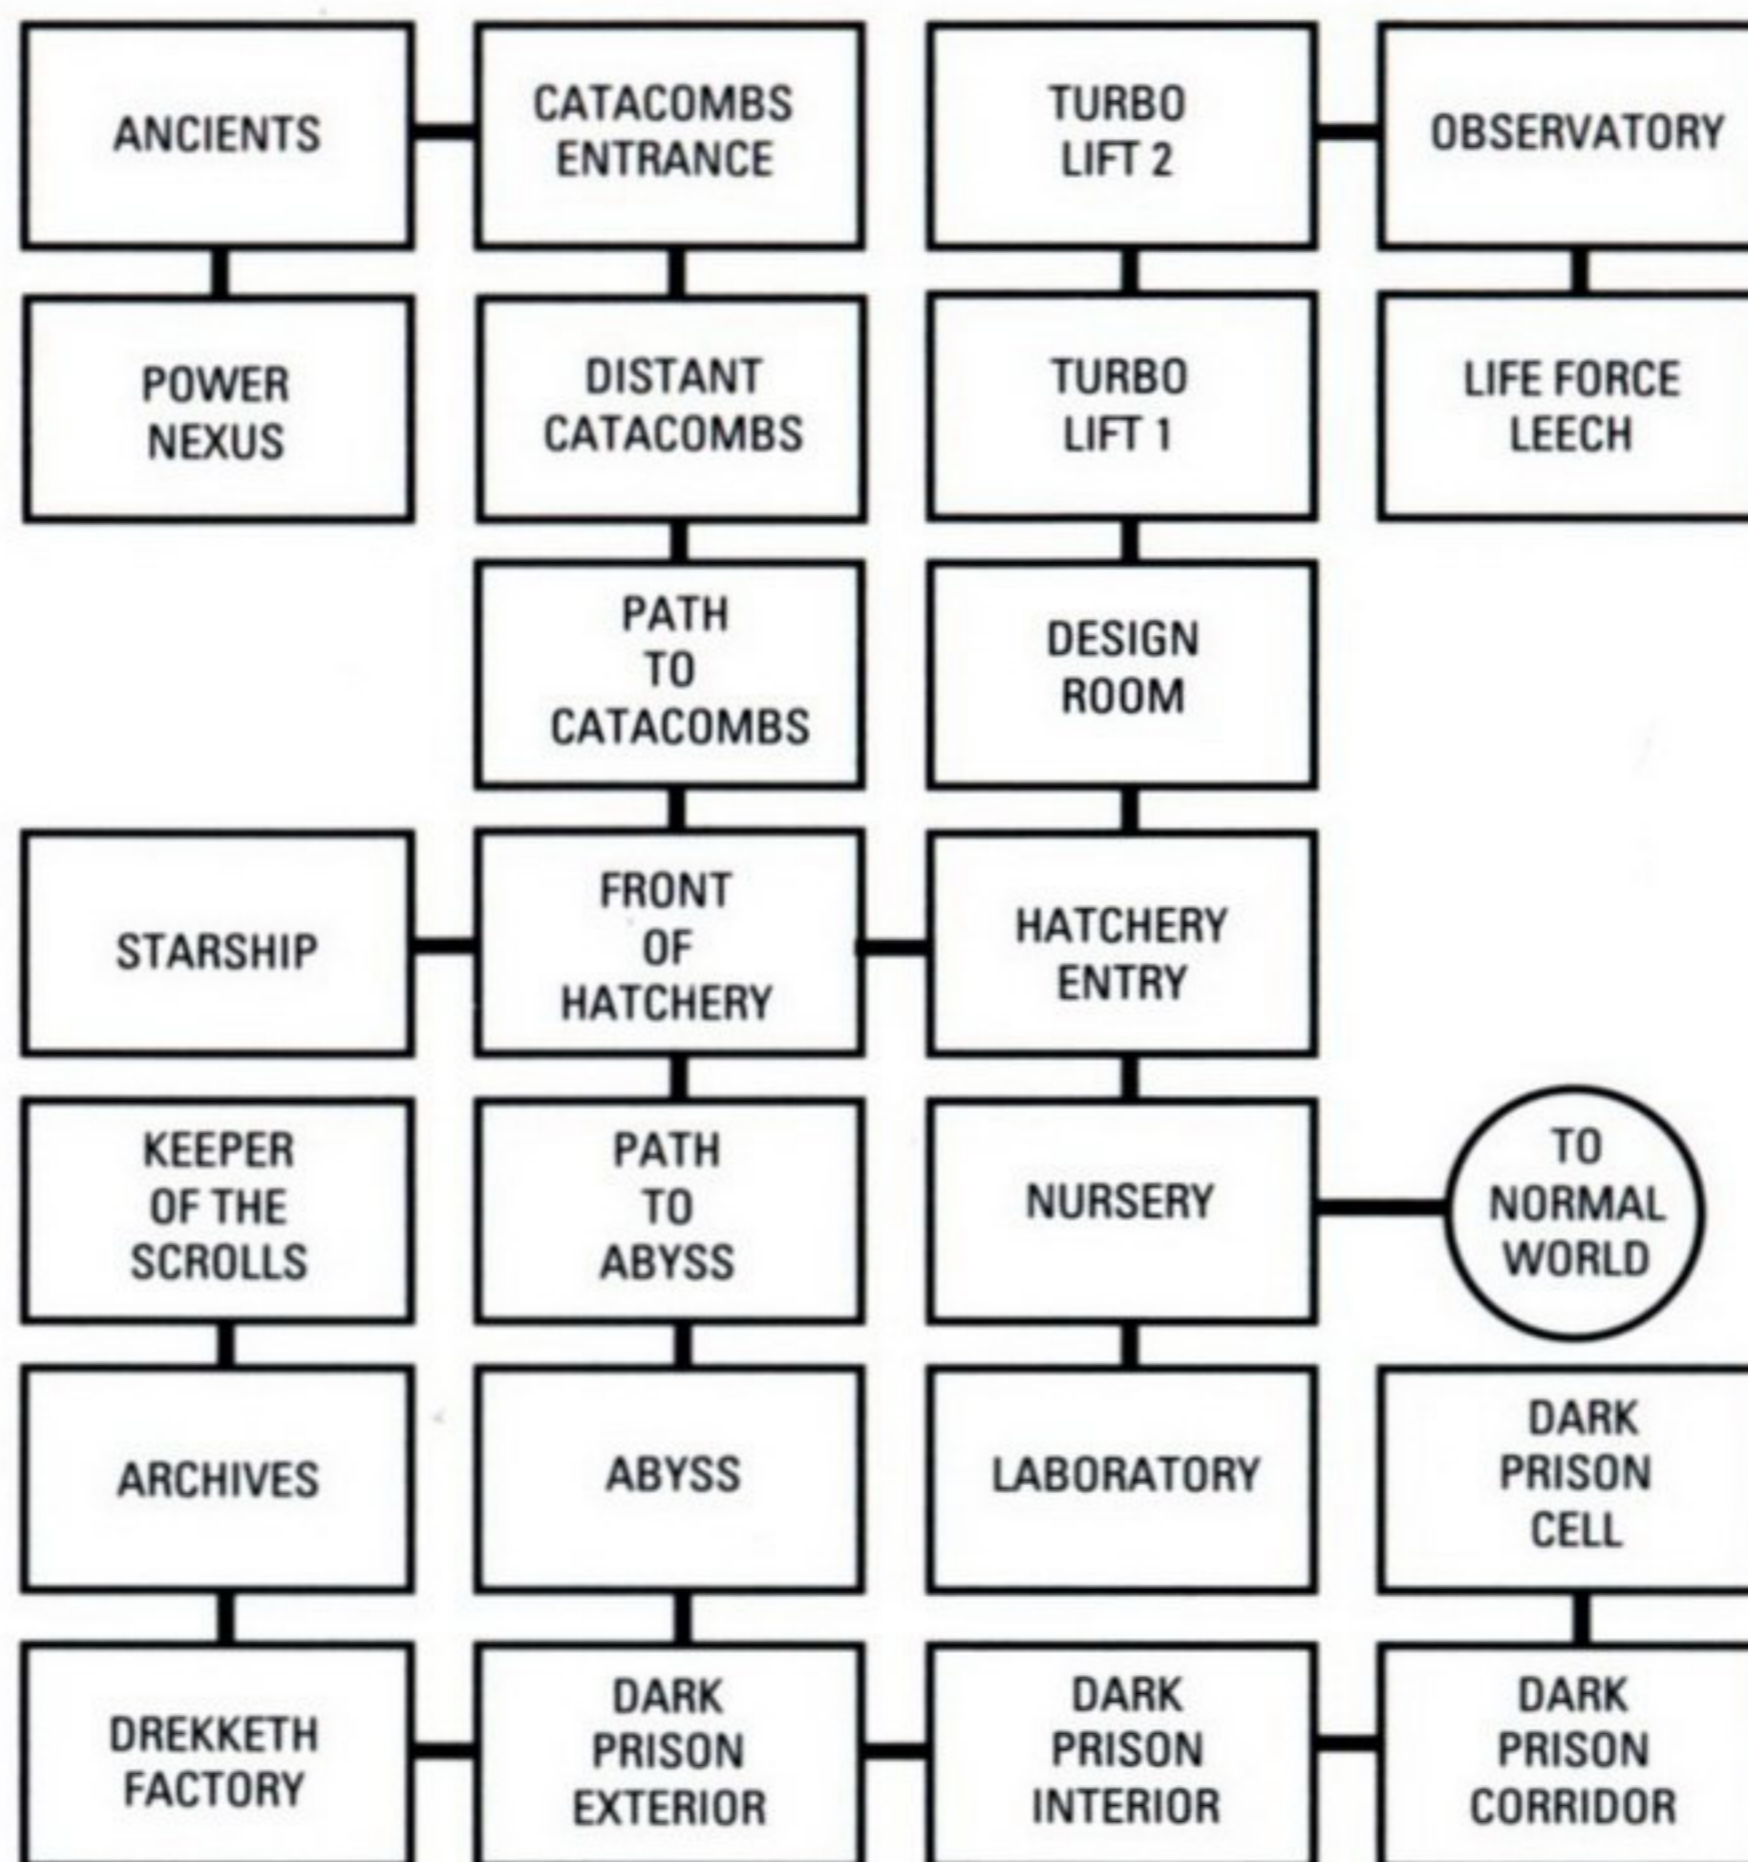 ANCIENTS
CATACOMBS
ENTRANCE
TURBO
LIFT 2
OBSERVATORY
POWER
NEXUS
DISTANT
CATACOMBS
TURBO
LIFT 1
LIFE FORCE
LEECH
PATH
TO
CATACOMBS
DESIGN
ROOM
STARSHIP
FRONT
OF
HATCHERY
HATCHERY
ENTRY
KEEPER
OF THE
SCROLLS
PATH
TO
ABYSS
NURSERY
TO
NORMAL
WORLD
ARCHIVES
ABYSS
LABORATORY
DARK
PRISON
CELL
DREKKETH
FACTORY
DARK
PRISON
EXTERIOR
DARK
PRISON
INTERIOR
DARK
PRISON
CORRIDOR